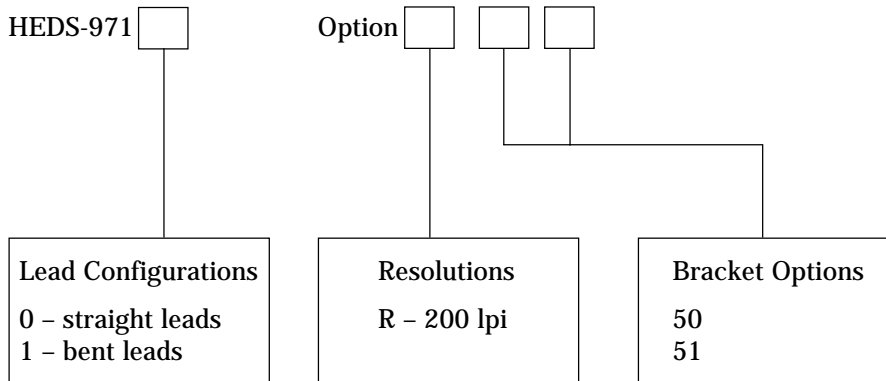 HEDS-971 Option
Lead Configurations
0 – straight leads
1 – bent leads
Resolutions
R – 200 lpi
Bracket Options
50
51